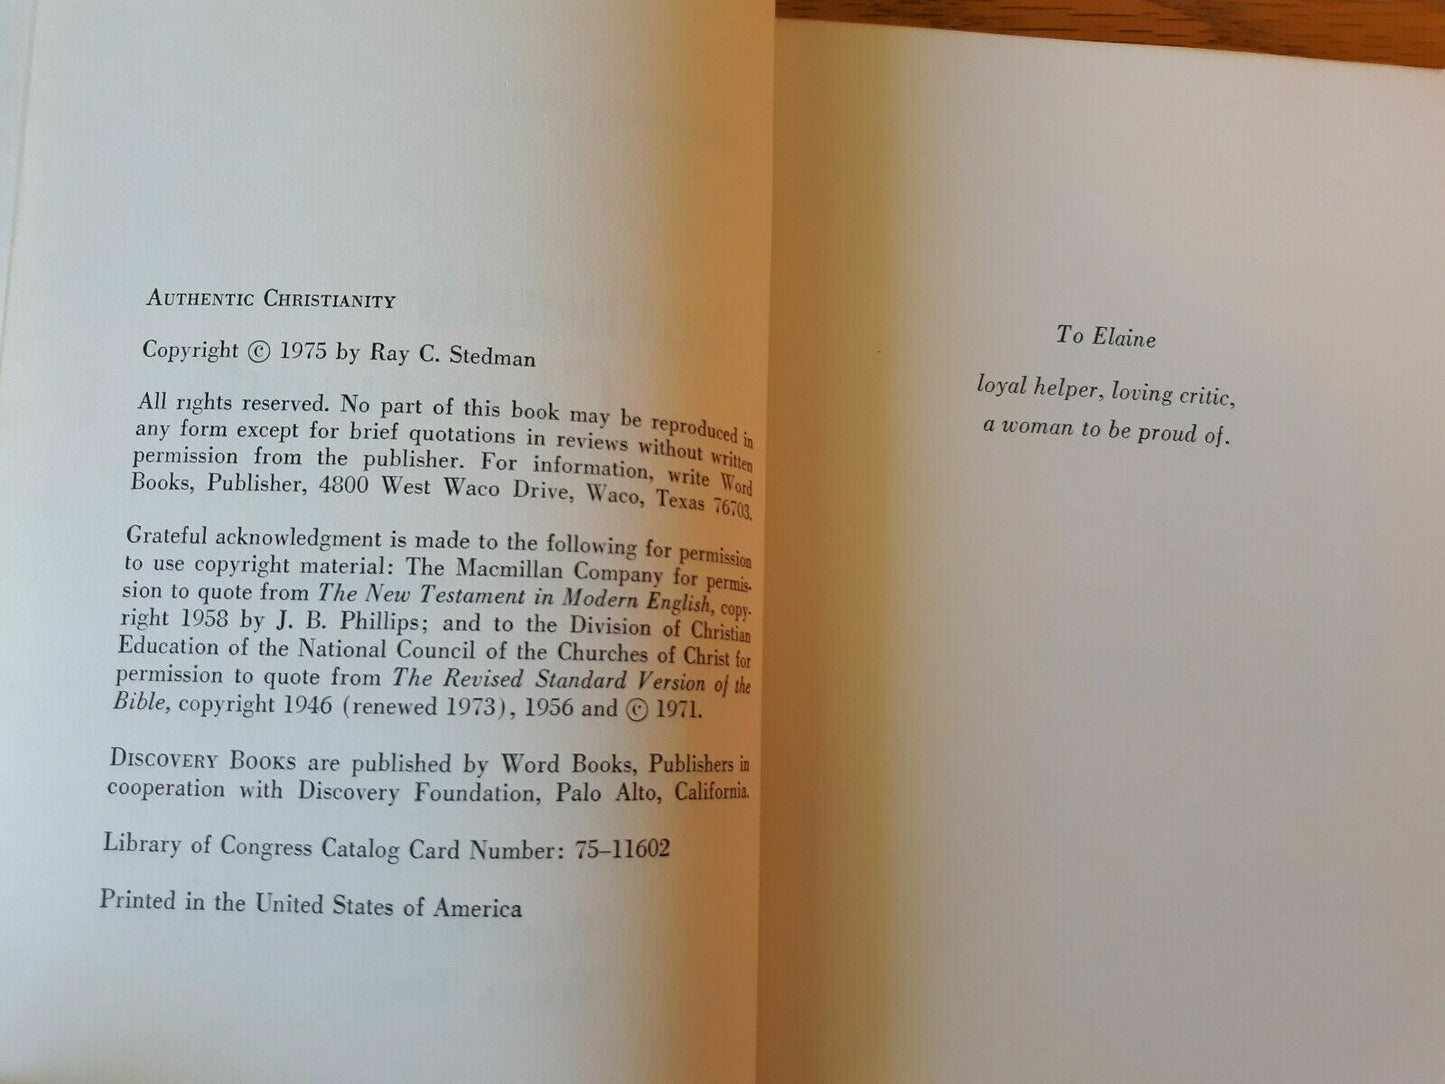 AUTHENTIC CHRISTIANITY
Copyright © 1975 by Ray C. Stedman
All rights reserved. No part of this book may be reproduced in
any form except for brief quotations in reviews without written
permission from the publisher. For information, write Word
Books, Publisher, 4800 West Waco Drive, Waco, Texas 76703.
Grateful acknowledgment is made to the following for permission
to use copyright material: The Macmillan Company for permis-
sion to quote from The New Testament in Modern English, copy-
right 1958 by J. B. Phillips; and to the Division of Christian
Education of the National Council of the Churches of Christ for
permission to quote from The Revised Standard Version of the
Bible, copyright 1946 (renewed 1973), 1956 and © 1971.
DISCOVERY BOOKS are published by Word Books, Publishers in
cooperation with Discovery Foundation, Palo Alto, California.
Library of Congress Catalog Card Number: 75–11602
Printed in the United States of America
To Elaine
loyal helper, loving critic,
a woman to be proud of.